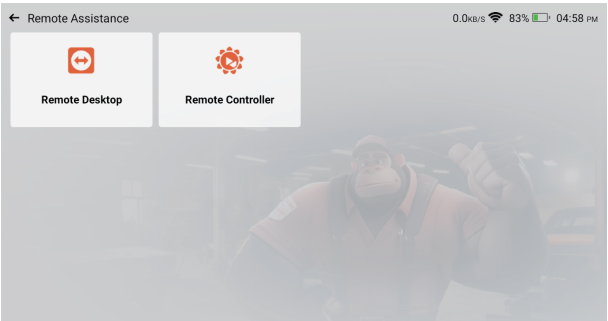 Remote Assistance
0.0KB/S 83% 04:58 PM
Remote Desktop
Remote Controller